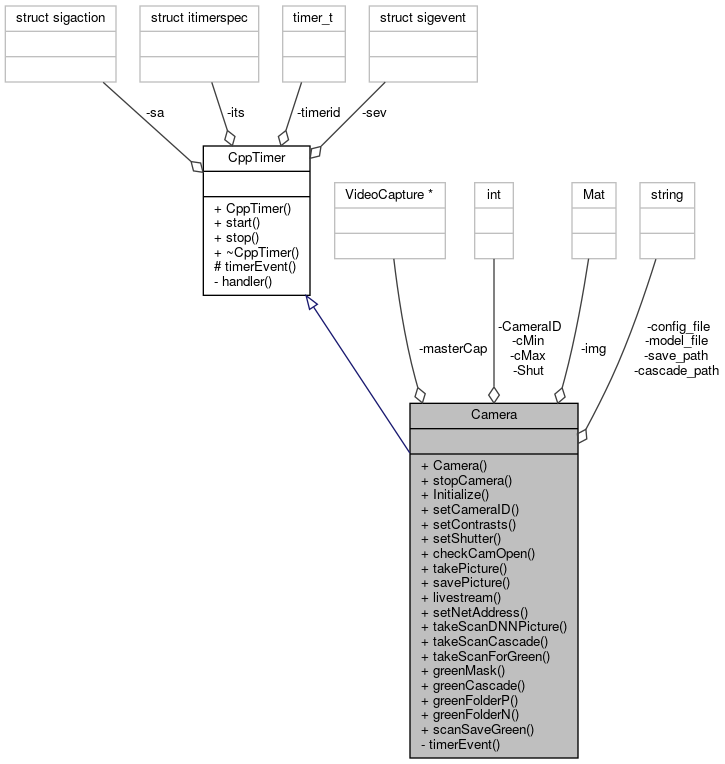 struct sigaction
struct itimerspec
timer_t
struct sigevent
-sa
-its
-timerid
-sev
CppTimer
+ CppTimer()
+ start()
+ stop()
+ ~CppTimer()
# timerEvent()
- handler()
VideoCapture *
int
Mat
string
-masterCap
-CameraID
-cMin
-cMax
-Shut
-img
-config_file
-model_file
-save_path
-cascade_path
Camera
+ Camera()
+ stopCamera()
+ Initialize()
+ setCameraID()
+ setContrasts()
+ setShutter()
+ checkCamOpen()
+ takePicture()
+ savePicture()
+ livestream()
+ setNetAddress()
+ takeScanDNNPicture()
+ takeScanCascade()
+ takeScanForGreen()
+ greenMask()
+ greenCascade()
+ greenFolderP()
+ greenFolderN()
+ scanSaveGreen()
- timerEvent()